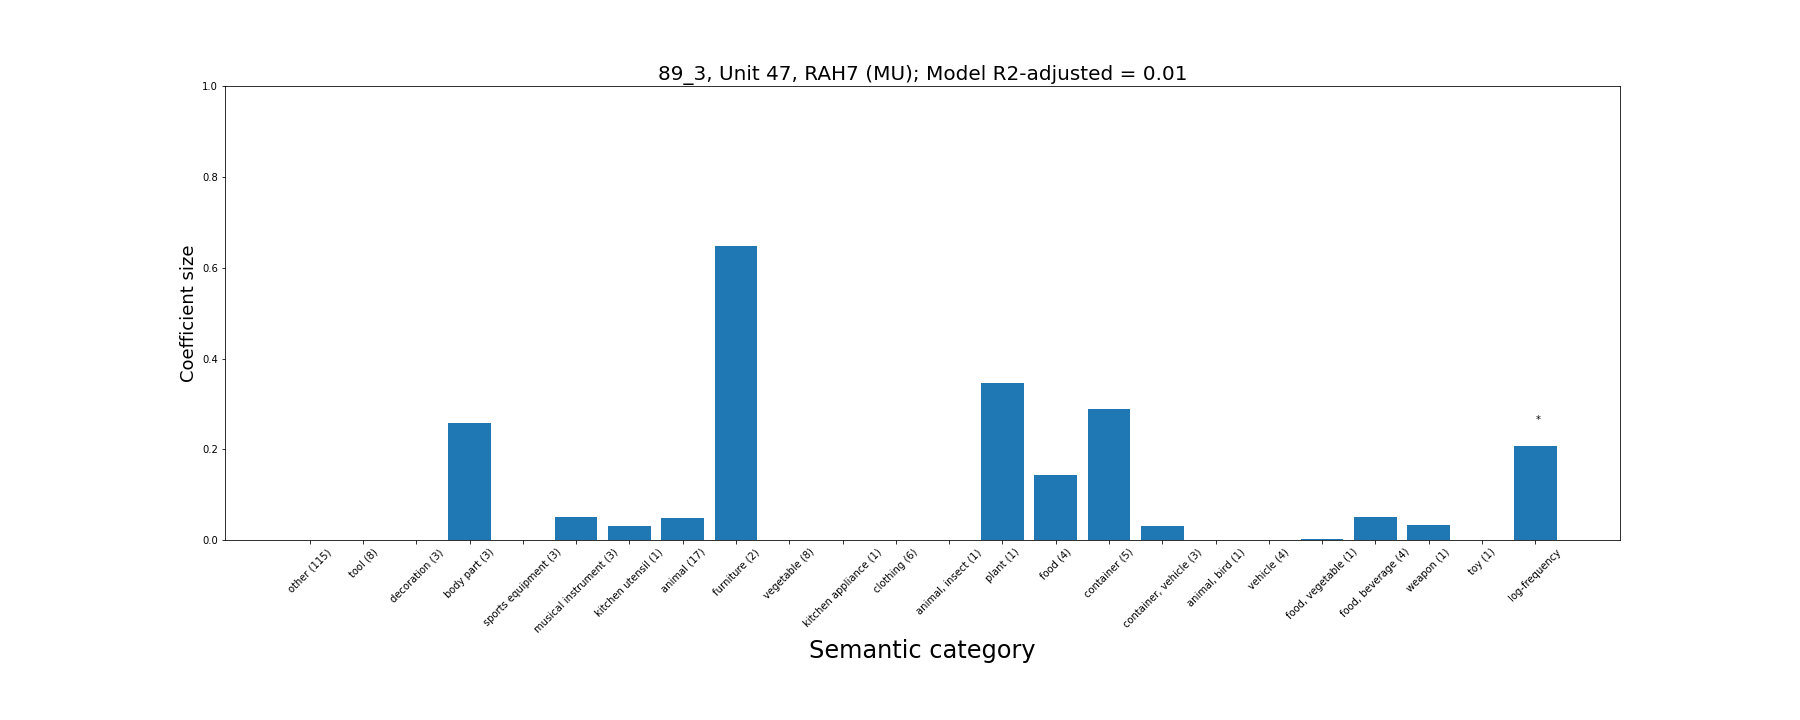 89_3, Unit 47, RAH7 (MU); Model R2-adjusted = 0.01
Coefficient size
1.0
0.8
0.6
0.4
0.2
0.0
*
other (115)
tool (8)
decoration (3)
body part (3)
sports equipment (3)
musical instrument (3)
kitchen utensil (1)
animal (17)
furniture (2)
vegetable (8)
kitchen appliance (1)
clothing (6)
animal, insect (1)
plant (1)
food (4)
container (5)
container, vehicle (3)
animal, bird (1)
vehicle (4)
food, vegetable (1)
food, beverage (4)
weapon (1)
toy (1)
log-frequency
Semantic category